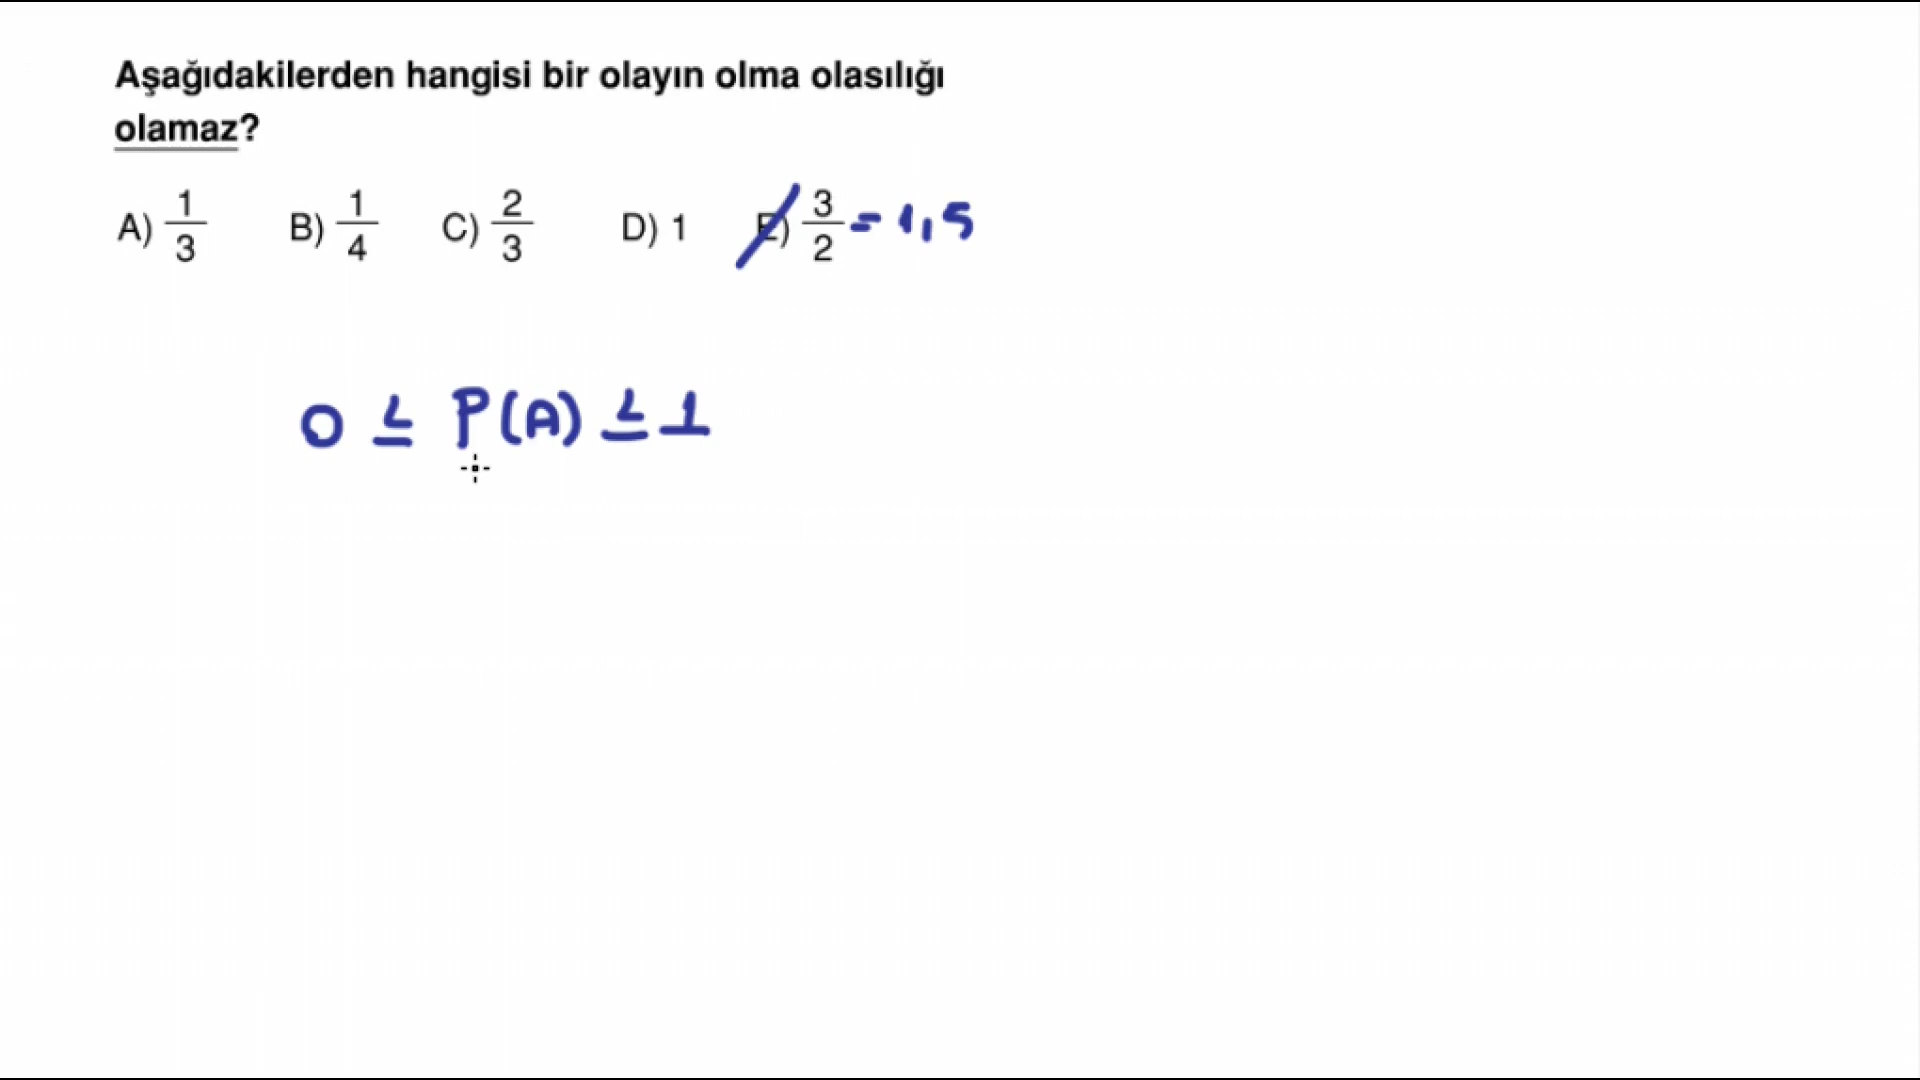 Aşağıdakilerden hangisi bir olayın olma olasılığı
olamaz?
A) 1/3 B) 1/4 C) 2/3 D) 1 E) 3/2 = 1,5
0 ≤ P(A) ≤ 1